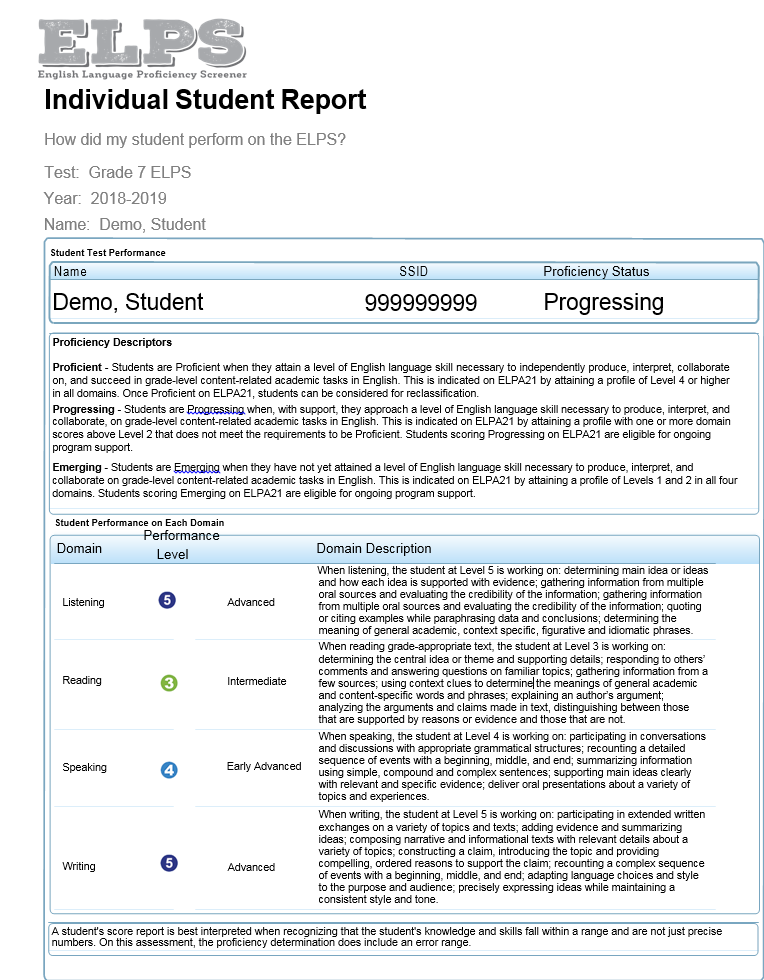 ELPS
English Language Proficiency Screener
Individual Student Report
How did my student perform on the ELPS?
Test: Grade 7 ELPS
Year: 2018-2019
Name: Demo, Student
Student Test Performance
Name SSID Proficiency Status
Demo, Student 999999999 Progressing
Proficiency Descriptors
Proficient - Students are Proficient when they attain a level of English language skill necessary to independently produce, interpret, collaborate
on, and succeed in grade-level content-related academic tasks in English. This is indicated on ELPA21 by attaining a profile of Level 4 or higher
in all domains. Once Proficient on ELPA21, students can be considered for reclassification.
Progressing - Students are Progressing when, with support, they approach a level of English language skill necessary to produce, interpret, and
collaborate, on grade-level content-related academic tasks in English. This is indicated on ELPA21 by attaining a profile with one or more domain
scores above Level 2 that does not meet the requirements to be Proficient. Students scoring Progressing on ELPA21 are eligible for ongoing
program support.
Emerging - Students are Emerging when they have not yet attained a level of English language skill necessary to produce, interpret, and
collaborate on grade-level content-related academic tasks in English. This is indicated on ELPA21 by attaining a profile of Levels 1 and 2 in all four
domains. Students scoring Emerging on ELPA21 are eligible for ongoing program support.
Student Performance on Each Domain
Domain Performance Level Domain Description
Listening 5 Advanced
When listening, the student at Level 5 is working on: determining main idea or ideas
and how each idea is supported with evidence; gathering information from multiple
oral sources and evaluating the credibility of the information; gathering information
from multiple oral sources and evaluating the credibility of the information; quoting
or citing examples while paraphrasing data and conclusions; determining the
meaning of general academic, context specific, figurative and idiomatic phrases.
Reading 3 Intermediate
When reading grade-appropriate text, the student at Level 3 is working on:
determining the central idea or theme and supporting details; responding to others'
comments and answering questions on familiar topics; gathering information from a
few sources; using context clues to determine the meanings of general academic
and content-specific words and phrases; explaining an author's argument;
analyzing the arguments and claims made in text, distinguishing between those
that are supported by reasons or evidence and those that are not.
Speaking 4 Early Advanced
When speaking, the student at Level 4 is working on: participating in conversations
and discussions with appropriate grammatical structures; recounting a detailed
sequence of events with a beginning, middle, and end; summarizing information
using simple, compound and complex sentences; supporting main ideas clearly
with relevant and specific evidence; deliver oral presentations about a variety of
topics and experiences.
Writing 5 Advanced
When writing, the student at Level 5 is working on: participating in extended written
exchanges on a variety of topics and texts; adding evidence and summarizing
ideas; composing narrative and informational texts with relevant details about a
variety of topics; constructing a claim, introducing the topic and providing
compelling, ordered reasons to support the claim; recounting a complex sequence
of events with a beginning, middle, and end; adapting language choices and style
to the purpose and audience; precisely expressing ideas while maintaining a
consistent style and tone.
A student's score report is best interpreted when recognizing that the student's knowledge and skills fall within a range and are not just precise
numbers. On this assessment, the proficiency determination does include an error range.